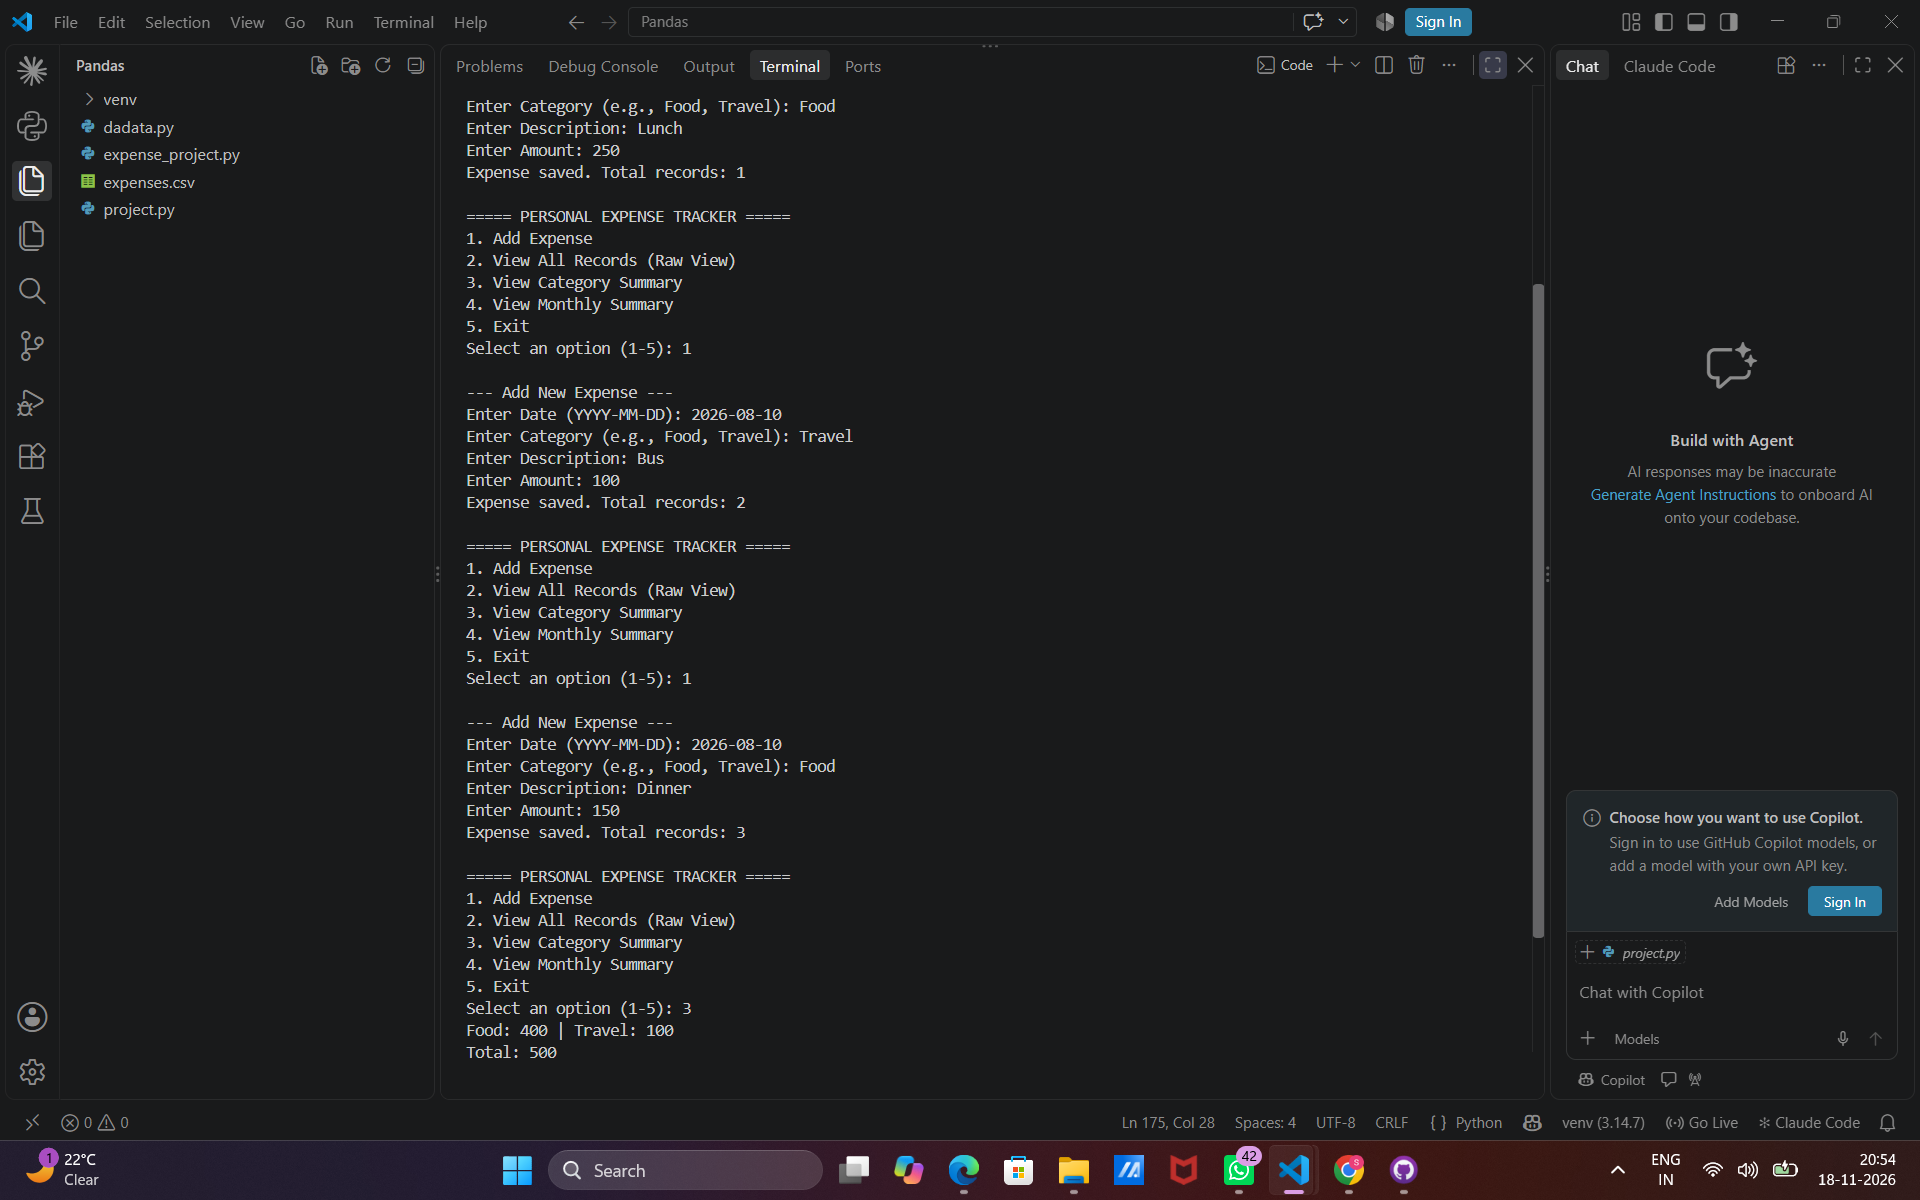 File Edit Selection View Go Run Terminal Help
Pandas
Sign In
Pandas
venv
dadata.py
expense_project.py
expenses.csv
project.py
Problems Debug Console Output Terminal Ports
Code
Enter Category (e.g., Food, Travel): Food
Enter Description: Lunch
Enter Amount: 250
Expense saved. Total records: 1
===== PERSONAL EXPENSE TRACKER =====
1. Add Expense
2. View All Records (Raw View)
3. View Category Summary
4. View Monthly Summary
5. Exit
Select an option (1-5): 1
--- Add New Expense ---
Enter Date (YYYY-MM-DD): 2026-08-10
Enter Category (e.g., Food, Travel): Travel
Enter Description: Bus
Enter Amount: 100
Expense saved. Total records: 2
===== PERSONAL EXPENSE TRACKER =====
1. Add Expense
2. View All Records (Raw View)
3. View Category Summary
4. View Monthly Summary
5. Exit
Select an option (1-5): 1
--- Add New Expense ---
Enter Date (YYYY-MM-DD): 2026-08-10
Enter Category (e.g., Food, Travel): Food
Enter Description: Dinner
Enter Amount: 150
Expense saved. Total records: 3
===== PERSONAL EXPENSE TRACKER =====
1. Add Expense
2. View All Records (Raw View)
3. View Category Summary
4. View Monthly Summary
5. Exit
Select an option (1-5): 3
Food: 400 | Travel: 100
Total: 500
Chat Claude Code
Build with Agent
AI responses may be inaccurate
Generate Agent Instructions to onboard AI
onto your codebase.
Choose how you want to use Copilot.
Sign in to use GitHub Copilot models, or
add a model with your own API key.
Add Models Sign In
project.py
Chat with Copilot
Models
Copilot
0 0
Ln 175, Col 28 Spaces: 4 UTF-8 CRLF { } Python venv (3.14.7) Go Live Claude Code
1
22°C
Clear
Search
42
S
ENG
IN
20:54
18-11-2026